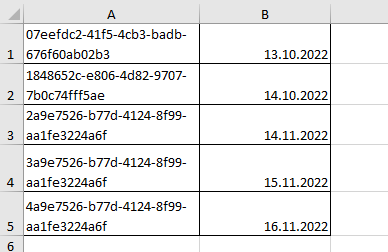 A B
07eefdc2-41f5-4cb3-badb-
1 676f60ab02b3 13.10.2022
1848652c-e806-4d82-9707-
2 7b0c74fff5ae 14.10.2022
2a9e7526-b77d-4124-8f99-
3 aa1fe3224a6f 14.11.2022
3a9e7526-b77d-4124-8f99-
4 aa1fe3224a6f 15.11.2022
4a9e7526-b77d-4124-8f99-
5 aa1fe3224a6f 16.11.2022
6